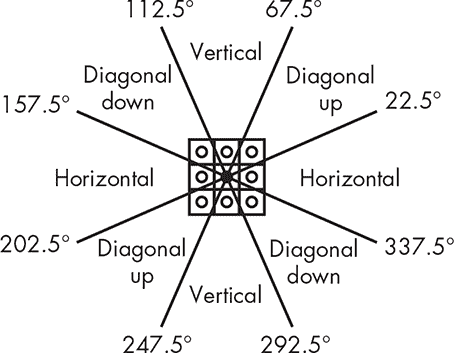 112.5°
67.5°
Vertical
Diagonal
down
Diagonal
up
157.5°
22.5°
Horizontal
Horizontal
202.5°
337.5°
Diagonal
up
Diagonal
down
Vertical
247.5°
292.5°